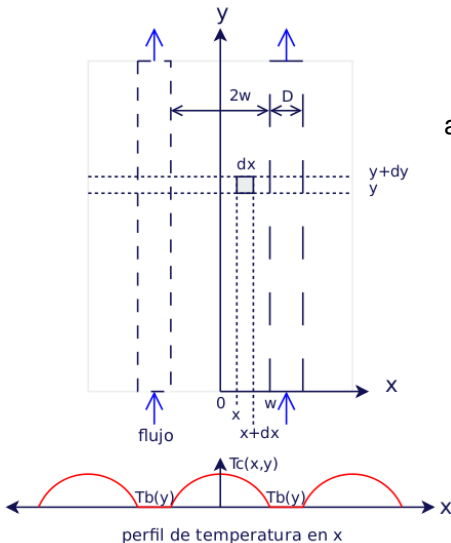 y
2w
D
a
dx
y+dy
y
x
0
w
x
x+dx
flujo
Tc(x,y)
Tb(y)
Tb(y)
x
perfil de temperatura en x